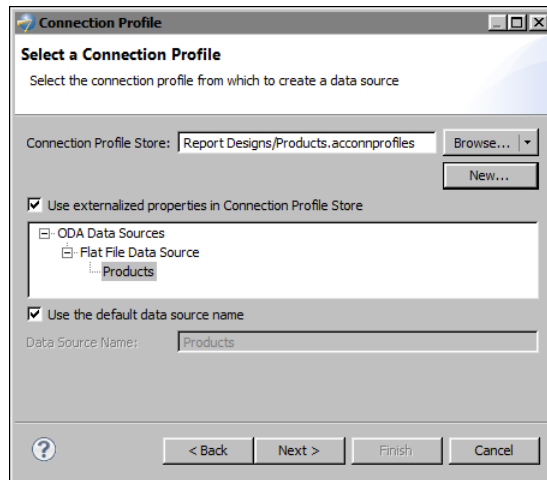 Connection Profile
Select a Connection Profile
Select the connection profile from which to create a data source
Connection Profile Store: Report Designs/Products.acconnprofiles Browse...
New...
Use externalized properties in Connection Profile Store
ODA Data Sources
Flat File Data Source
Products
Use the default data source name
Data Source Name: Products
? < Back Next > Finish Cancel